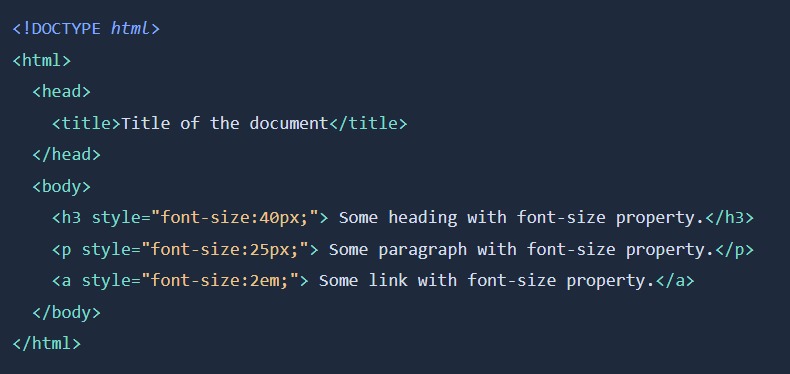 <!DOCTYPE html>
<html>
  <head>
    <title>Title of the document</title>
  </head>
  <body>
    <h3 style="font-size:40px;"> Some heading with font-size property.</h3>
    <p style="font-size:25px;"> Some paragraph with font-size property.</p>
    <a style="font-size:2em;"> Some link with font-size property.</a>
  </body>
</html>